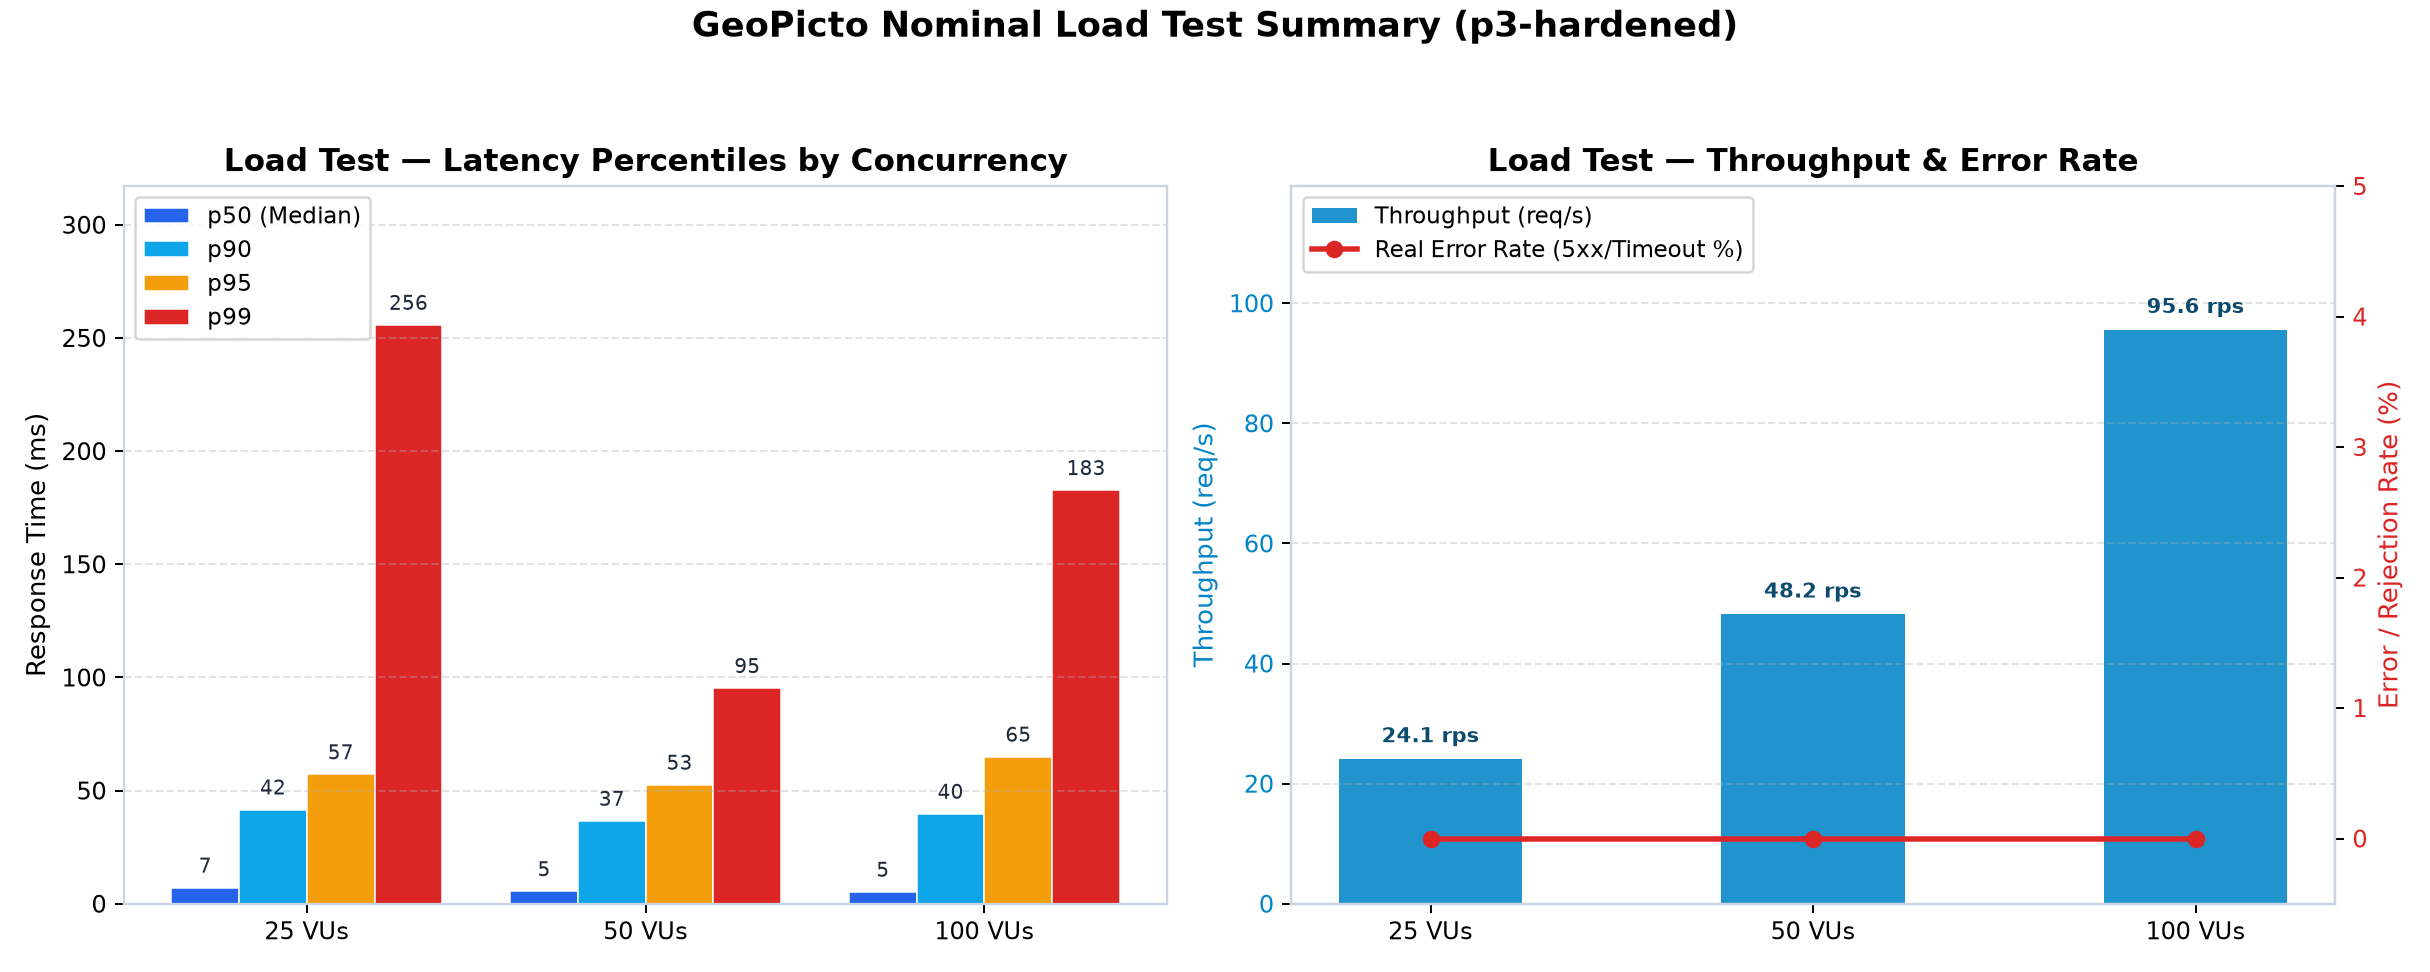 GeoPicto Nominal Load Test Summary (p3-hardened)
Load Test — Latency Percentiles by Concurrency
p50 (Median)
p90
p95
p99
Response Time (ms)
300
250
200
150
100
50
0
7
42
57
256
5
37
53
95
5
40
65
183
25 VUs
50 VUs
100 VUs
Load Test — Throughput & Error Rate
Throughput (req/s)
Real Error Rate (5xx/Timeout %)
Throughput (req/s)
100
80
60
40
20
0
24.1 rps
48.2 rps
95.6 rps
25 VUs
50 VUs
100 VUs
5
4
3
2
1
0
Error / Rejection Rate (%)